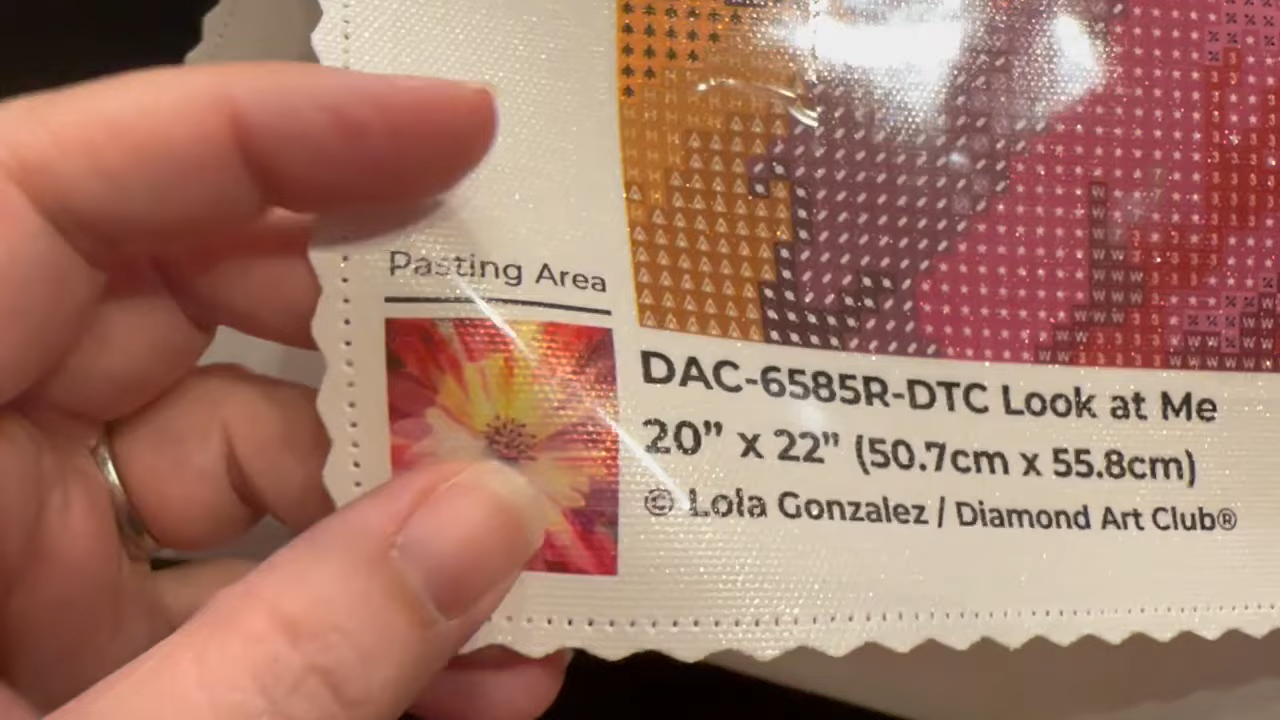 Pasting Area
DAC-6585R-DTC Look at Me
20" x 22" (50.7cm x 55.8cm)
© Lola Gonzalez / Diamond Art Club®